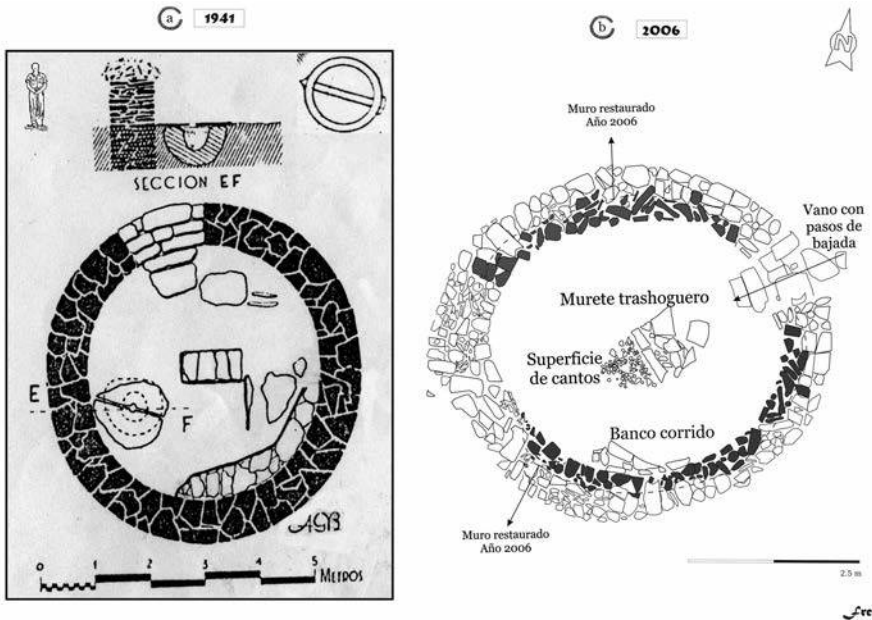 a 1941
SECCION EF
E
F
AGB
0 1 2 3 4 5 METROS
b 2006
N
Muro restaurado
Año 2006
Vano con
pasos de
bajada
Murete trashoguero
Superficie
de cantos
Banco corrido
Muro restaurado
Año 2006
2.5 m